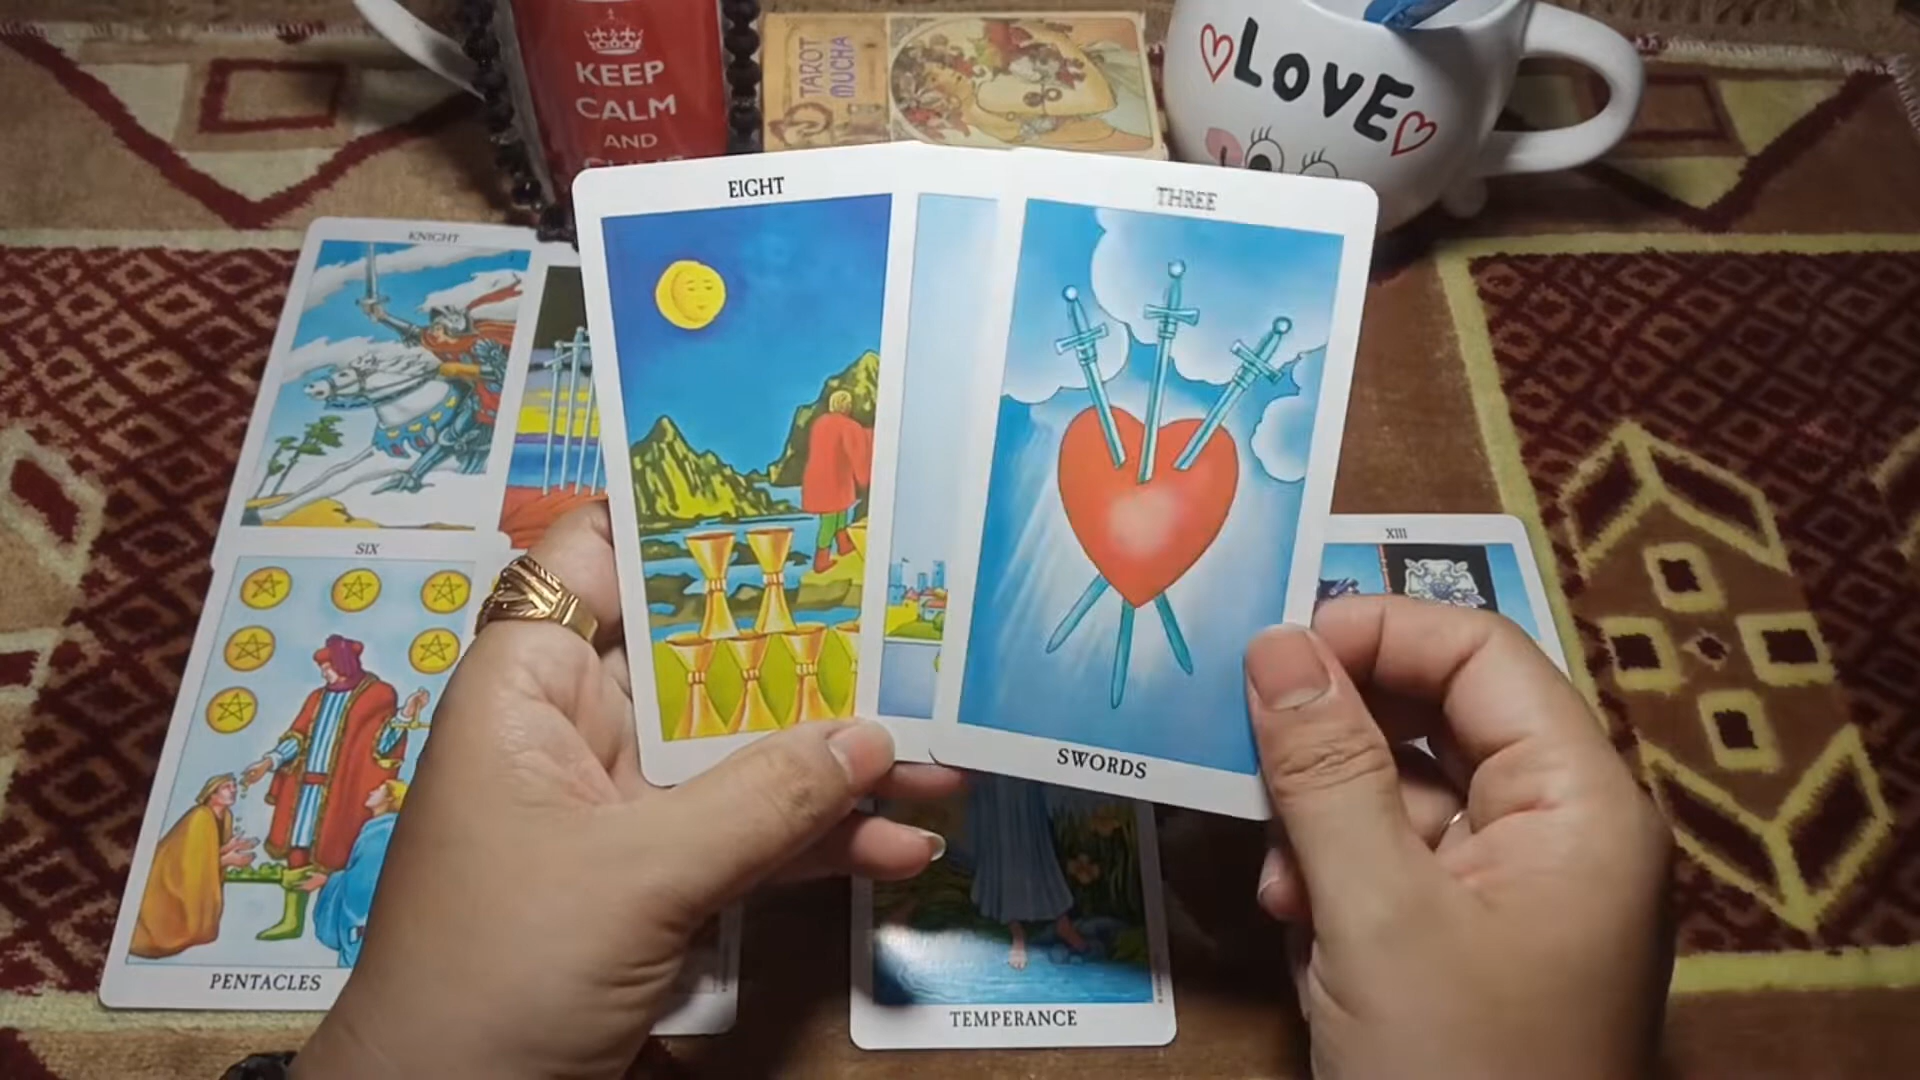 KEEP
CALM
AND
TAROT
MUCHA
LOVE
EIGHT
THREE
KNIGHT
SWORDS
XIII
SIX
PENTACLES
TEMPERANCE